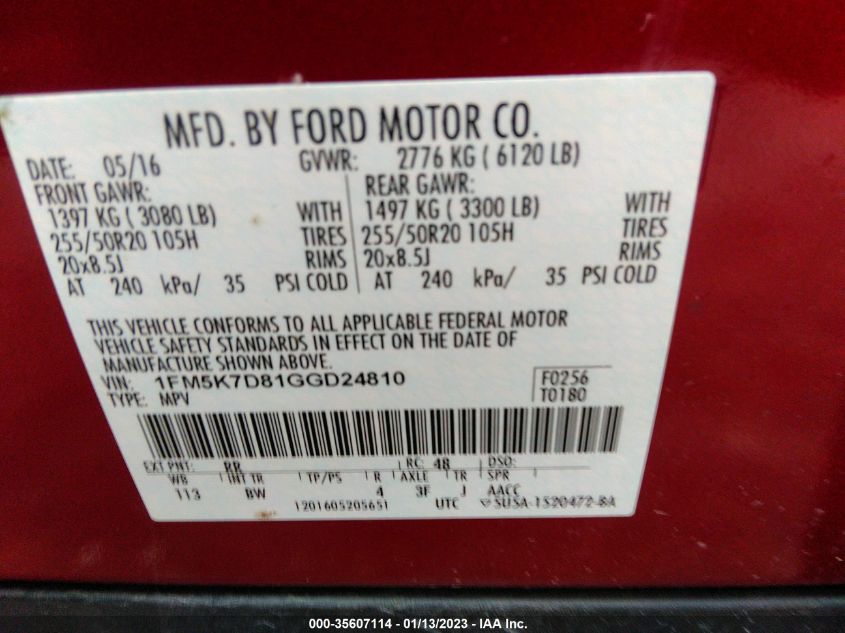 MFD. BY FORD MOTOR CO.
DATE: 05/16 GVWR: 2776 KG ( 6120 LB)
FRONT GAWR: REAR GAWR:
1397 KG ( 3080 LB) WITH 1497 KG ( 3300 LB) WITH
255/50R20 105H TIRES 255/50R20 105H TIRES
20x8.5J RIMS 20x8.5J RIMS
AT 240 kPa/ 35 PSI COLD AT 240 kPa/ 35 PSI COLD
THIS VEHICLE CONFORMS TO ALL APPLICABLE FEDERAL MOTOR
VEHICLE SAFETY STANDARDS IN EFFECT ON THE DATE OF
MANUFACTURE SHOWN ABOVE.
VIN: 1FM5K7D81GGD24810 F0256
TYPE: MPV T0180
EXT PNT: RR RC: 48 DSO:
WB INT TR TP/PS R AXLE TR SPR
113 BW 4 3F J AACC
1201605205651 UTC SUSA-1520472-BA
000-35607114 - 01/13/2023 - IAA Inc.